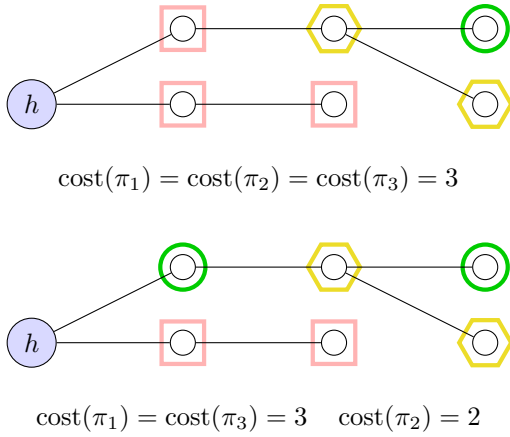 h
cost(π₁) = cost(π₂) = cost(π₃) = 3
h
cost(π₁) = cost(π₃) = 3 cost(π₂) = 2